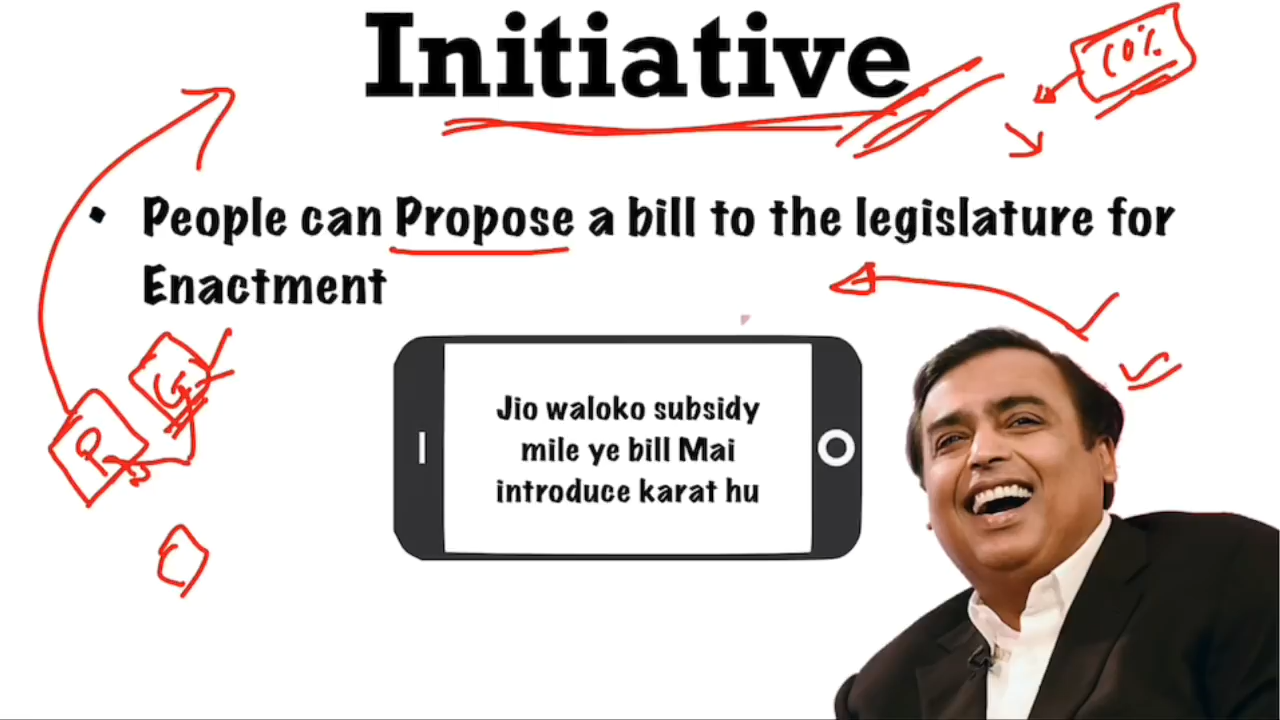 Initiative
10%
• People can Propose a bill to the legislature for
Enactment
G
P
Jio waloko subsidy
mile ye bill Mai
introduce karat hu